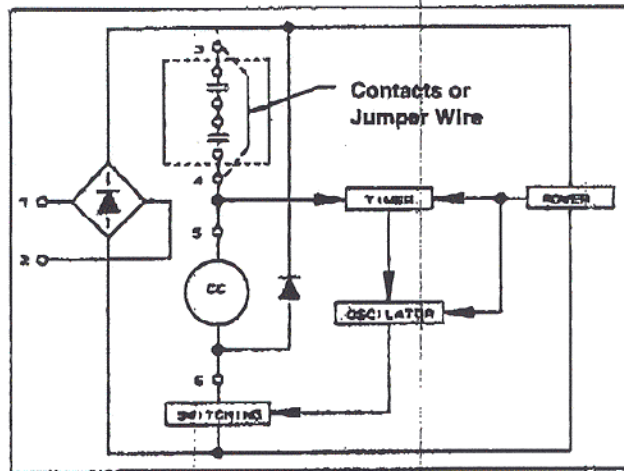 3
Contacts or
Jumper Wire
4
1
TIMER
POWER
5
2
CC
OSCILATOR
6
SWITCHING